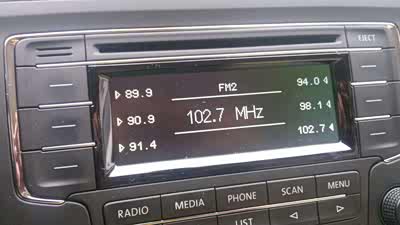 EJECT
89.9 FM2 94.0
90.9 102.7 MHz 98.1
91.4 102.7
RADIO MEDIA PHONE SCAN MENU
LIST